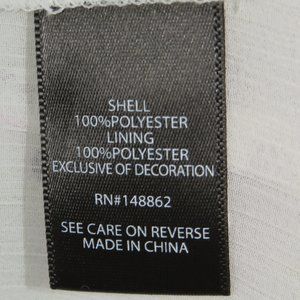 SHELL
100%POLYESTER
LINING
100%POLYESTER
EXCLUSIVE OF DECORATION
RN#148862
SEE CARE ON REVERSE
MADE IN CHINA